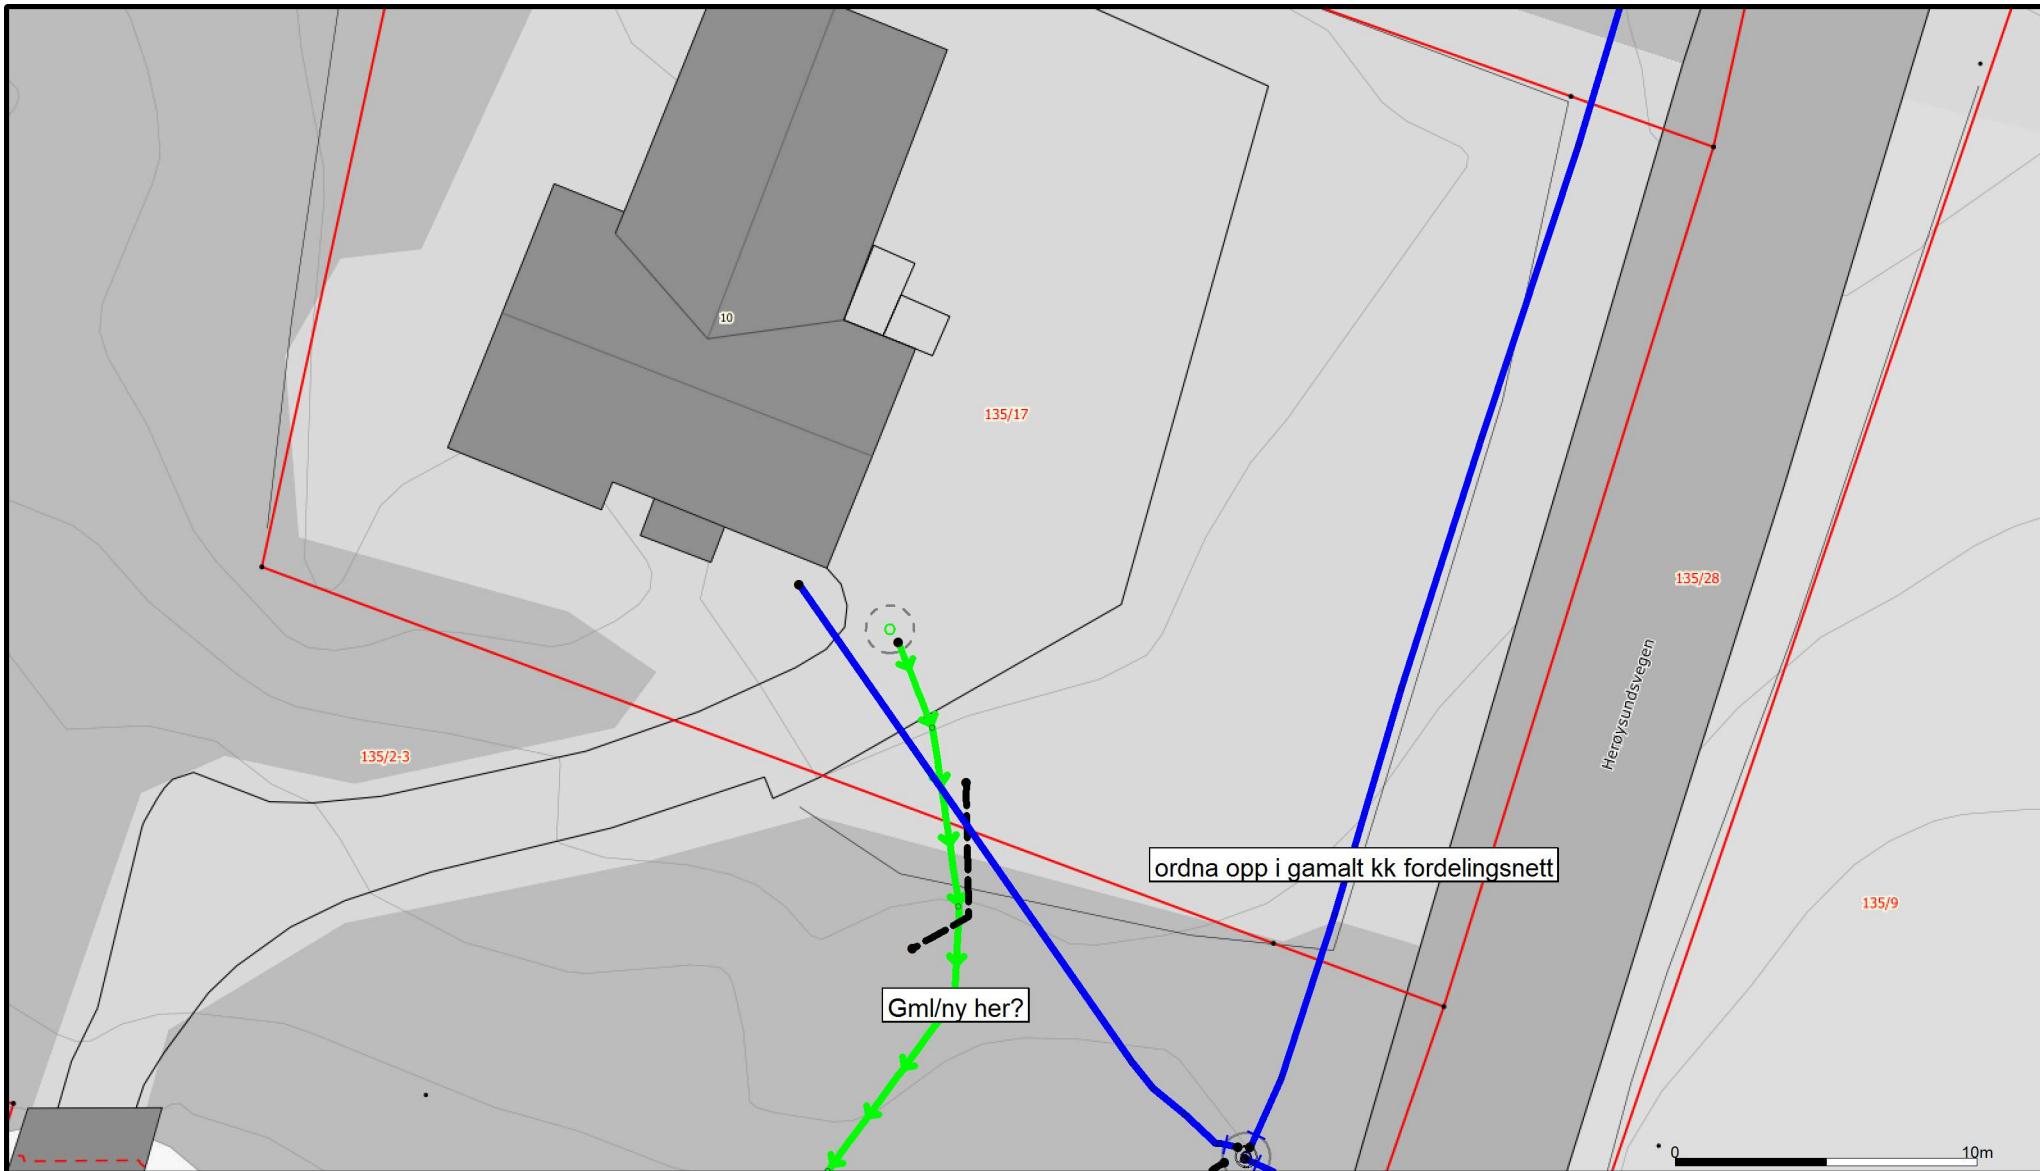 10
135/17
135/28
Herøysundsvegen
135/2-3
ordna opp i gamalt kk fordelingsnett
135/9
Gml/ny her?
0 10m